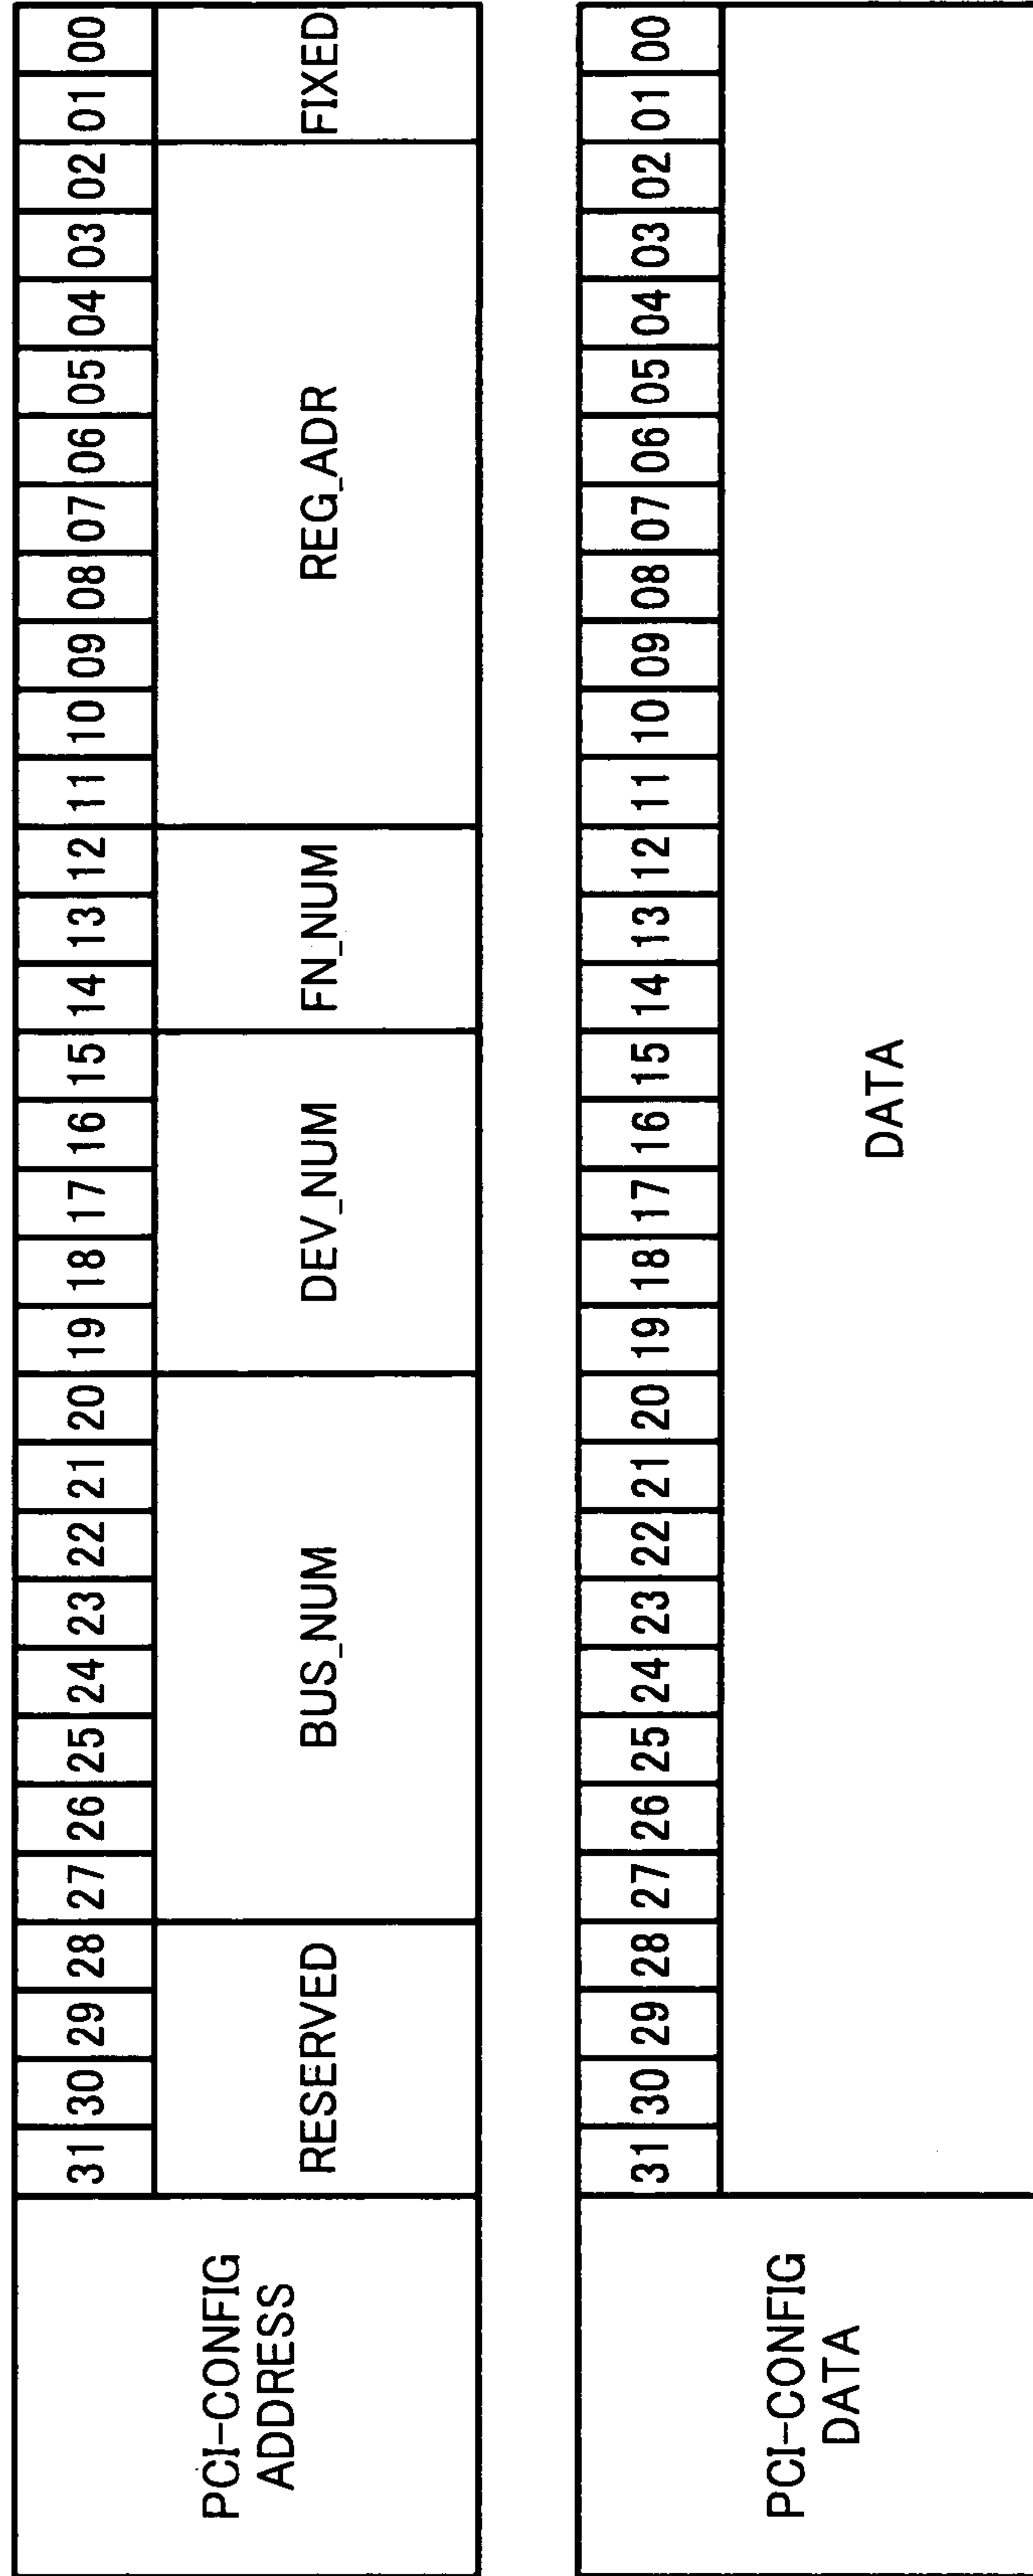 PCI-CONFIG
ADDRESS
31 30 29 28 27 26 25 24 23 22 21 20 19 18 17 16 15 14 13 12 11 10 09 08 07 06 05 04 03 02 01 00
RESERVED BUS_NUM DEV_NUM FN_NUM REG_ADR FIXED
PCI-CONFIG
DATA
31 30 29 28 27 26 25 24 23 22 21 20 19 18 17 16 15 14 13 12 11 10 09 08 07 06 05 04 03 02 01 00
DATA